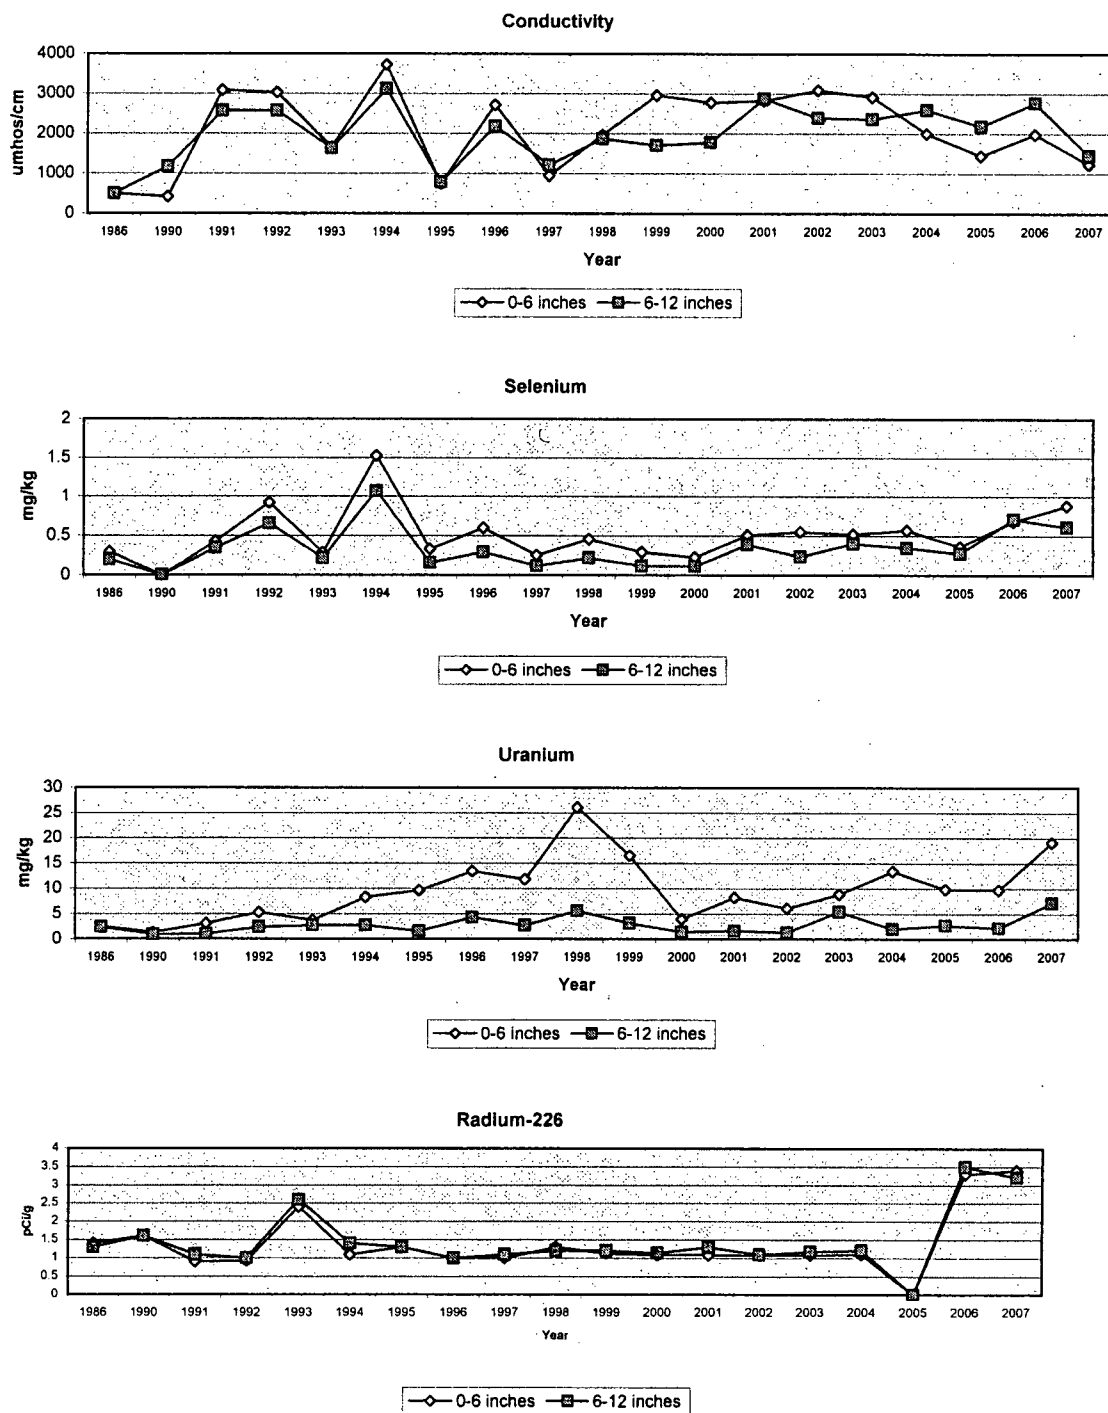 Conductivity
4000
3000
2000
1000
0
umhos/cm
1986 1990 1991 1992 1993 1994 1995 1996 1997 1998 1999 2000 2001 2002 2003 2004 2005 2006 2007
Year
0-6 inches 6-12 inches
Selenium
2
1.5
1
0.5
0
mg/kg
1986 1990 1991 1992 1993 1994 1995 1996 1997 1998 1999 2000 2001 2002 2003 2004 2005 2006 2007
Year
0-6 inches 6-12 inches
Uranium
30
25
20
15
10
5
0
mg/kg
1986 1990 1991 1992 1993 1994 1995 1996 1997 1998 1999 2000 2001 2002 2003 2004 2005 2006 2007
Year
0-6 inches 6-12 inches
Radium-226
4
3.5
3
2.5
2
1.5
1
0.5
0
pCi/g
1986 1990 1991 1992 1993 1994 1995 1996 1997 1998 1999 2000 2001 2002 2003 2004 2005 2006 2007
Year
0-6 inches 6-12 inches